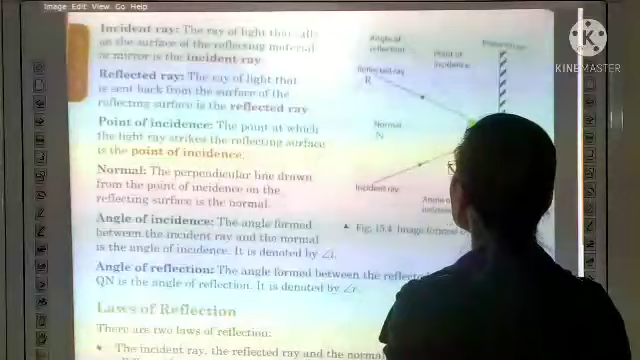 Image Edit View Go Help
KINEMASTER
Incident ray: The ray of light that falls
on the surface of the reflecting material
or mirror is the incident ray
Reflected ray: The ray of light that
is sent back from the surface of the
reflecting surface is the reflected ray
Point of incidence: The point at which
the light ray strikes the reflecting surface
is the point of incidence.
Normal: The perpendicular line drawn
from the point of incidence on the
reflecting surface is the normal.
Angle of incidence: The angle formed
between the incident ray and the normal
is the angle of incidence. It is denoted by ∠i.
Angle of reflection: The angle formed between the reflected
QN is the angle of reflection. It is denoted by ∠r.
Laws of Reflection
There are two laws of reflection:
• The incident ray, the reflected ray and the normal
Angle of
reflection
Point of
incidence
Reflected ray
R
Normal
N
Incident ray
Angle of
▲ Fig. 15.4 Image formed